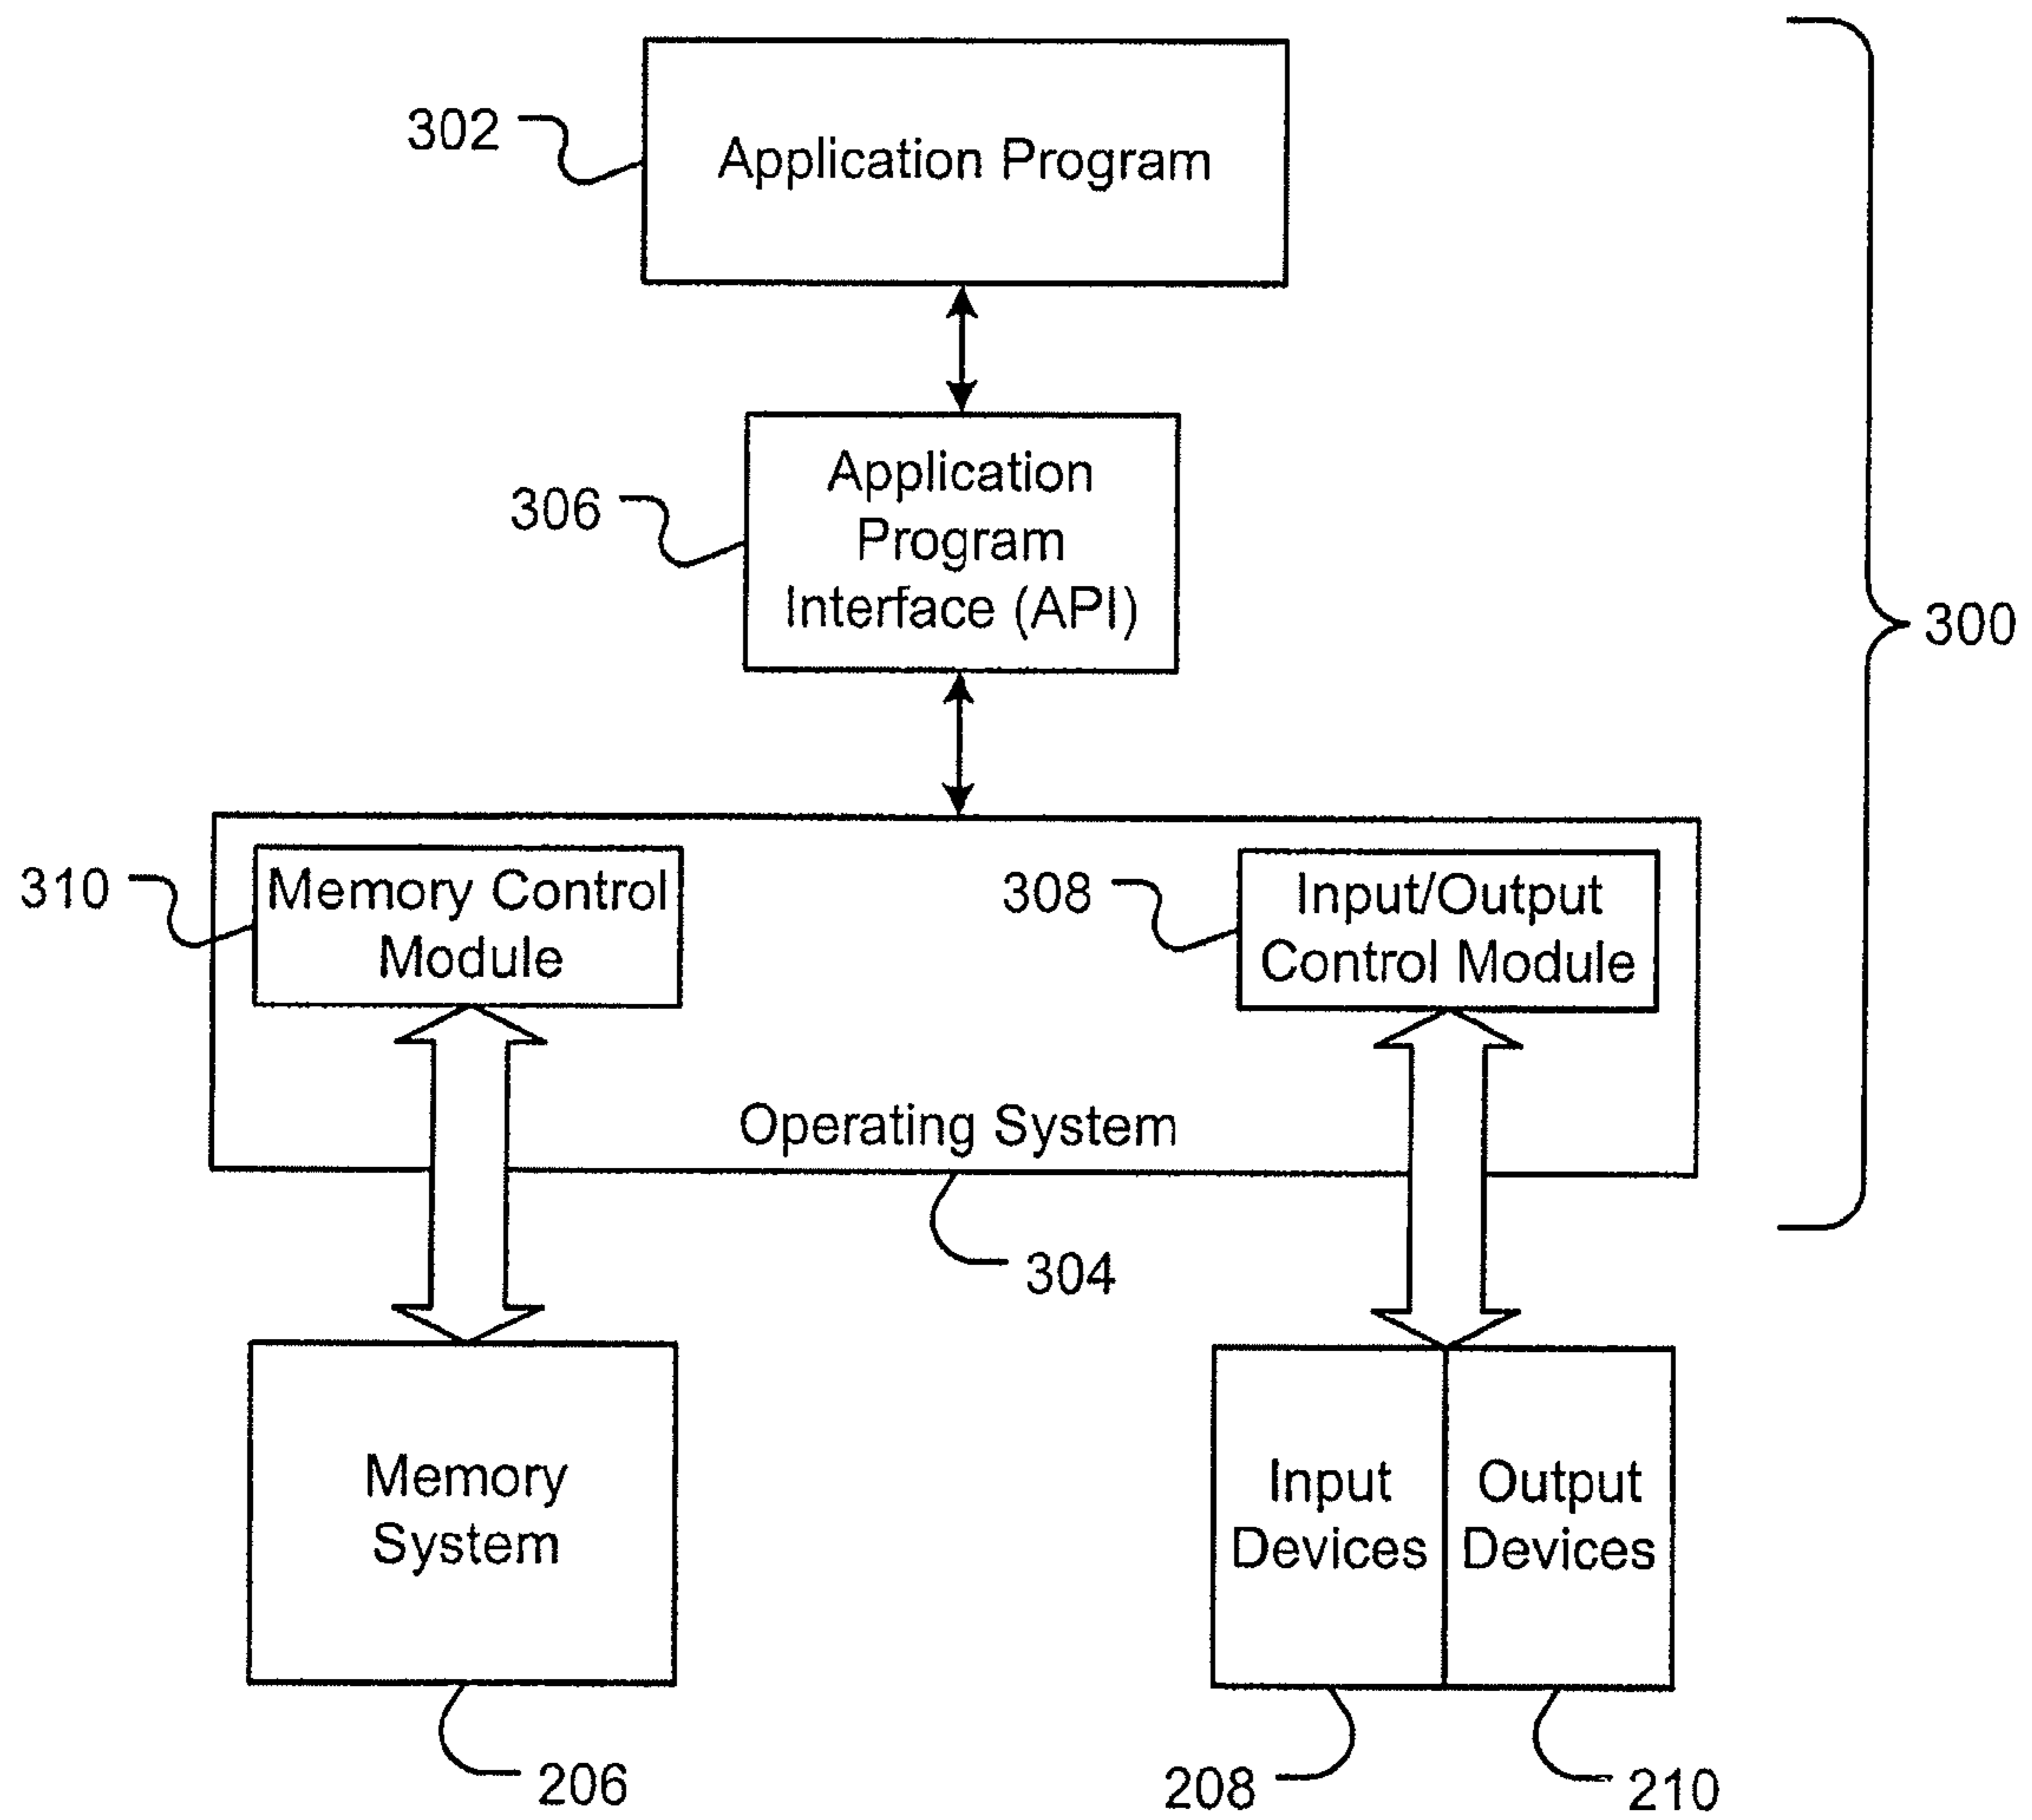 302
Application Program
306
Application
Program
Interface (API)
300
310
Memory Control
Module
308
Input/Output
Control Module
Operating System
304
Memory
System
Input
Devices
Output
Devices
206
208
210